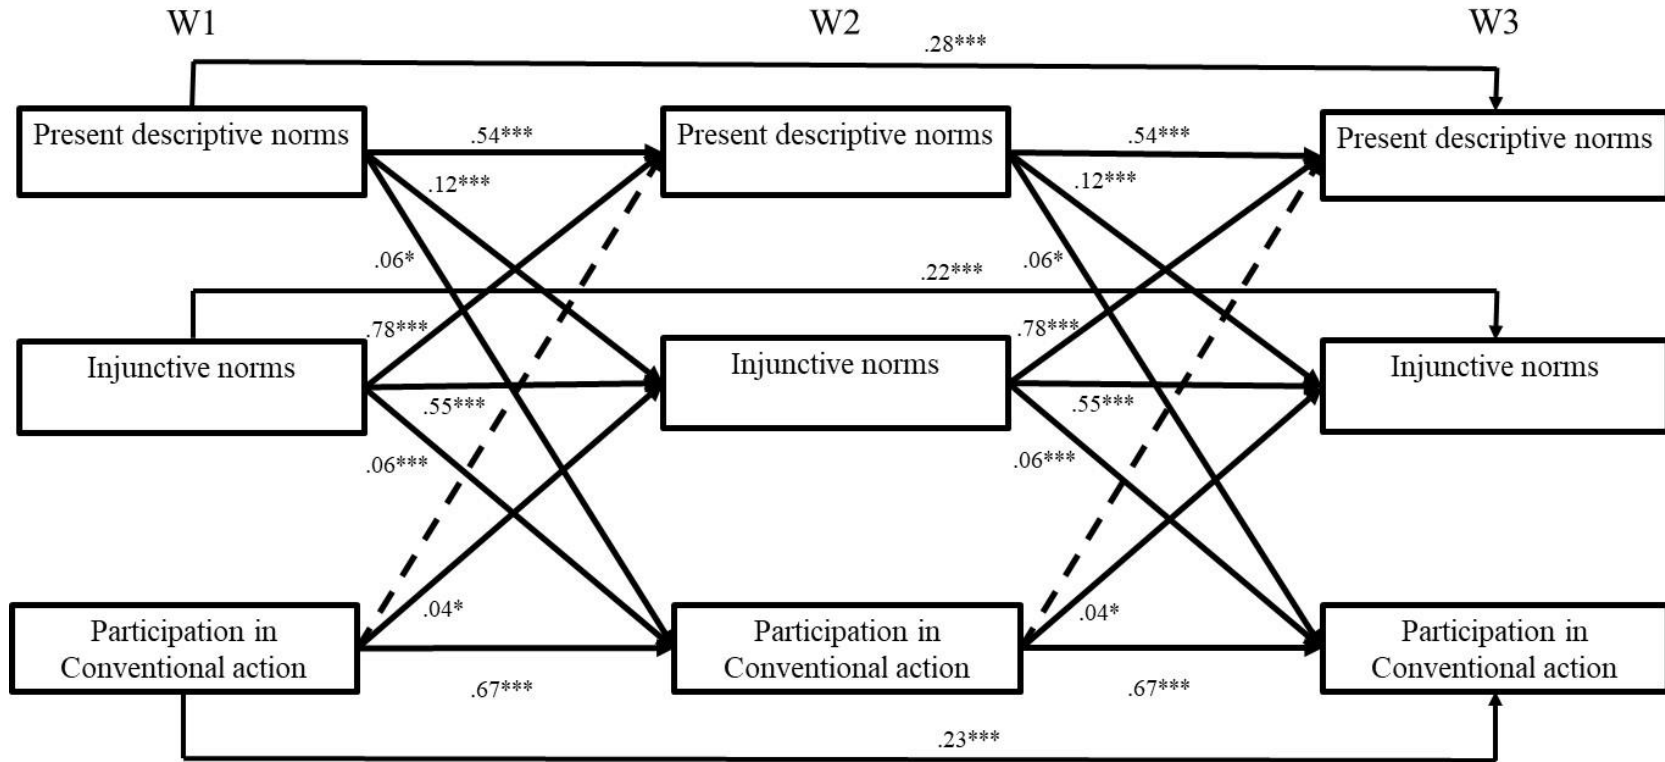 W1
W2
W3
.28***
Present descriptive norms
.54***
Present descriptive norms
.54***
Present descriptive norms
.12***
.12***
.06*
.06*
.22***
.78***
.78***
Injunctive norms
Injunctive norms
Injunctive norms
.55***
.55***
.06***
.06***
.04*
.04*
Participation in
Conventional action
Participation in
Conventional action
Participation in
Conventional action
.67***
.67***
.23***